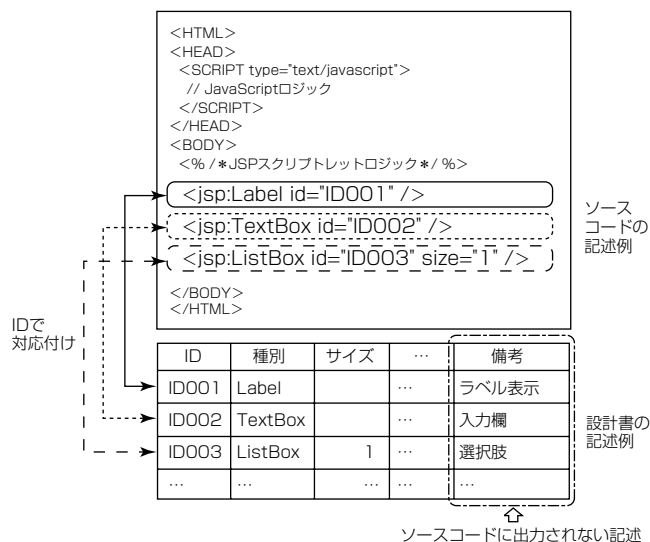 <HTML>
<HEAD>
<SCRIPT type="text/javascript">
// JavaScriptロジック
</SCRIPT>
</HEAD>
<BODY>
<% /＊JSPスクリプトレットロジック＊/ %>
<jsp:Label id="ID001" />
<jsp:TextBox id="ID002" />
<jsp:ListBox id="ID003" size="1" />
</BODY>
</HTML>
ソース
コードの
記述例
IDで
対応付け
ID 種別 サイズ … 備考
ID001 Label … ラベル表示
ID002 TextBox … 入力欄
ID003 ListBox 1 … 選択肢
… … … … …
設計書の
記述例
ソースコードに出力されない記述